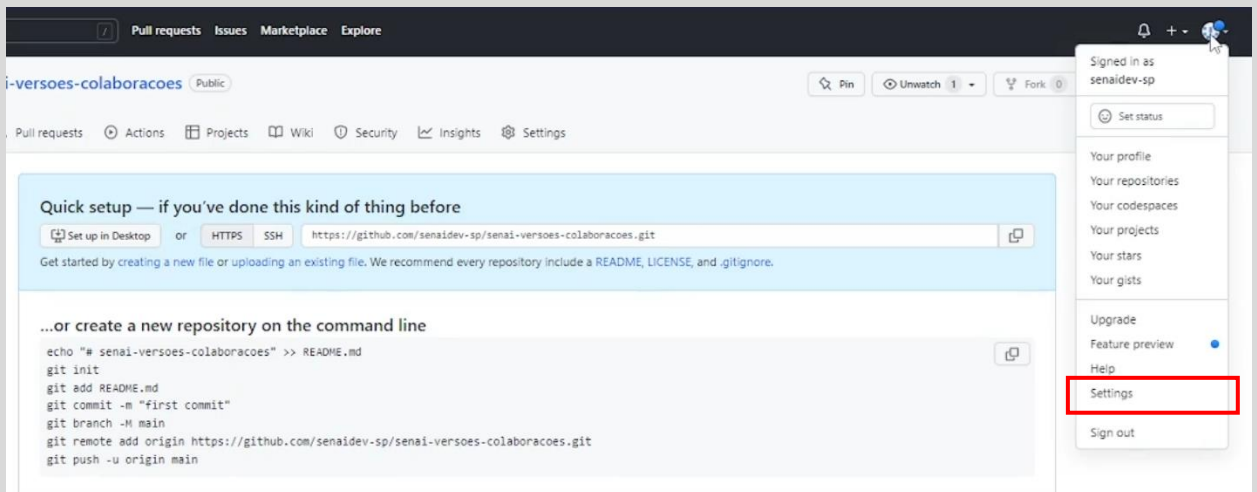 / Pull requests Issues Marketplace Explore
Signed in as
senaidev-sp
i-versoes-colaboracoes Public
Pin Unwatch 1 Fork 0
Set status
Pull requests Actions Projects Wiki Security Insights Settings
Your profile
Your repositories
Your codespaces
Your projects
Your stars
Your gists
Upgrade
Feature preview
Help
Settings
Sign out
Quick setup — if you've done this kind of thing before
Set up in Desktop or HTTPS SSH https://github.com/senaidev-sp/senai-versoes-colaboracoes.git
Get started by creating a new file or uploading an existing file. We recommend every repository include a README, LICENSE, and .gitignore.
...or create a new repository on the command line
echo "# senai-versoes-colaboracoes" >> README.md
git init
git add README.md
git commit -m "first commit"
git branch -M main
git remote add origin https://github.com/senaidev-sp/senai-versoes-colaboracoes.git
git push -u origin main